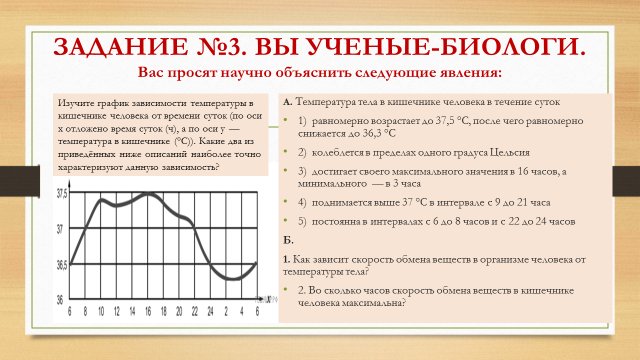 ЗАДАНИЕ №3. ВЫ УЧЕНЫЕ-БИОЛОГИ.
Вас просят научно объяснить следующие явления:
Изучите график зависимости температуры в
кишечнике человека от времени суток (по оси
х отложено время суток (ч), а по оси у —
температура в кишечнике (°С)). Какие два из
приведённых ниже описаний наиболее точно
характеризуют данную зависимость?
37,5
37
36,5
36
6 8 10 12 14 16 18 20 22 24 2 4 6
А. Температура тела в кишечнике человека в течение суток
1) равномерно возрастает до 37,5 °С, после чего равномерно
снижается до 36,3 °С
2) колеблется в пределах одного градуса Цельсия
3) достигает своего максимального значения в 16 часов, а
минимального — в 3 часа
4) поднимается выше 37 °С в интервале с 9 до 21 часа
5) постоянна в интервалах с 6 до 8 часов и с 22 до 24 часов
Б.
1. Как зависит скорость обмена веществ в организме человека от
температуры тела?
2. Во сколько часов скорость обмена веществ в кишечнике
человека максимальна?